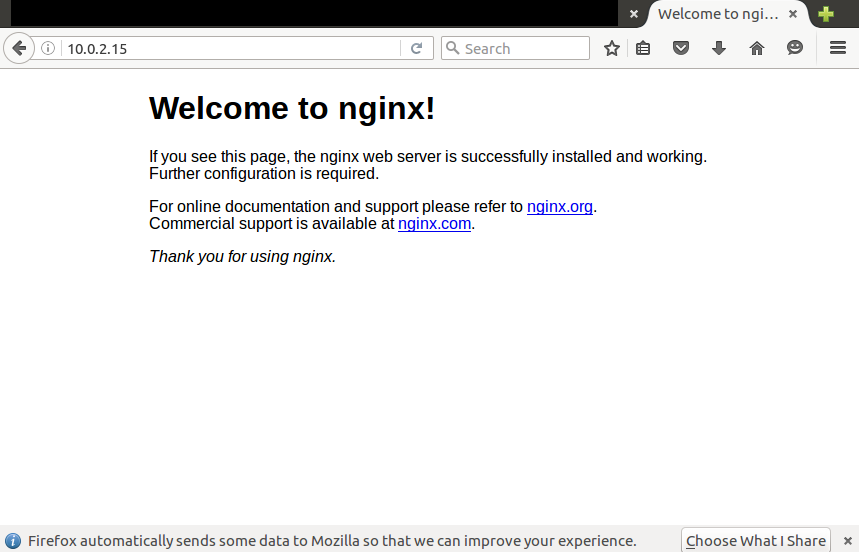 Welcome to ngi...
10.0.2.15
Search
Welcome to nginx!
If you see this page, the nginx web server is successfully installed and working.
Further configuration is required.
For online documentation and support please refer to nginx.org.
Commercial support is available at nginx.com.
Thank you for using nginx.
Firefox automatically sends some data to Mozilla so that we can improve your experience. Choose What I Share